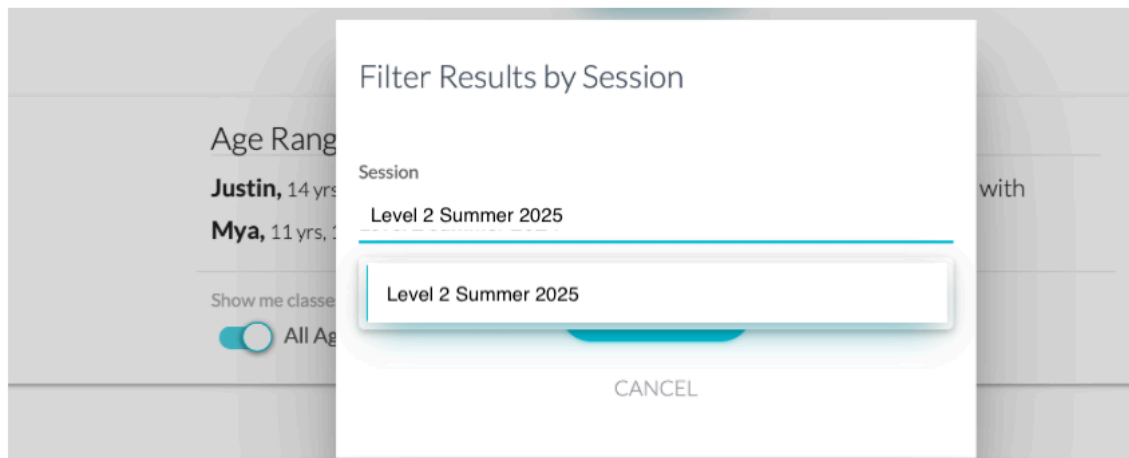 Filter Results by Session
Age Rang
Session
Justin, 14 yrs
with
Level 2 Summer 2025
Mya, 11 yrs,
Level 2 Summer 2025
Show me classe
All Ag
CANCEL